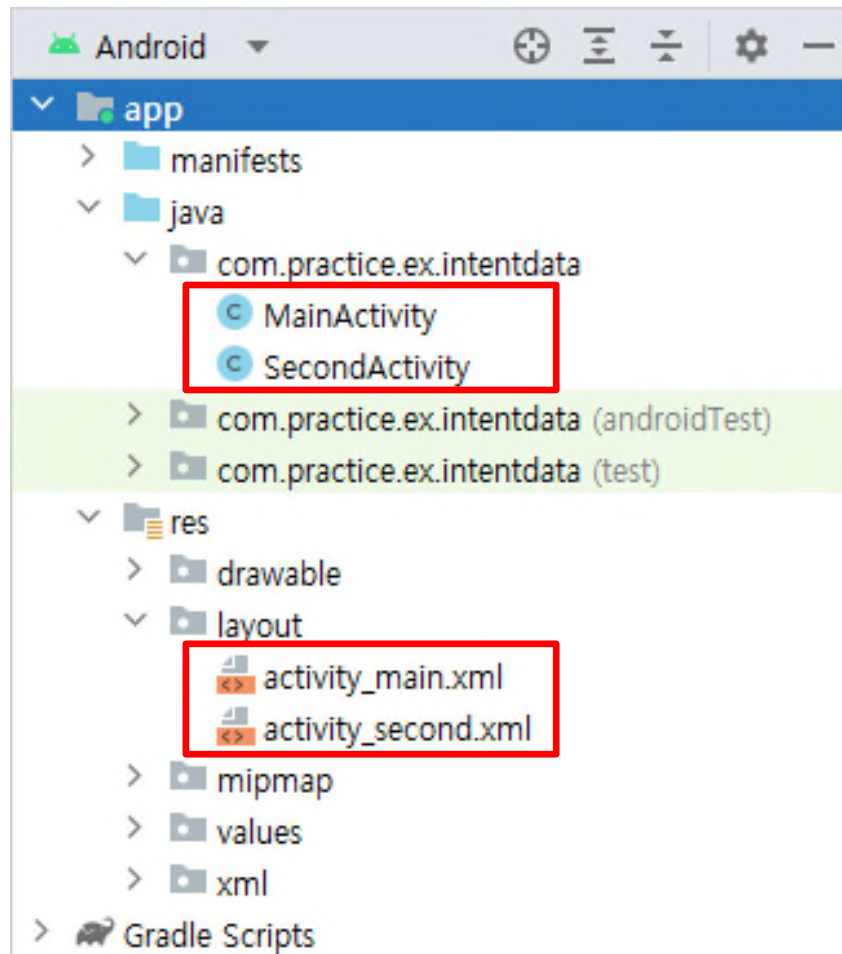 Android
app
manifests
java
com.practice.ex.intentdata
C MainActivity
C SecondActivity
com.practice.ex.intentdata (androidTest)
com.practice.ex.intentdata (test)
res
drawable
layout
<> activity_main.xml
<> activity_second.xml
mipmap
values
xml
Gradle Scripts